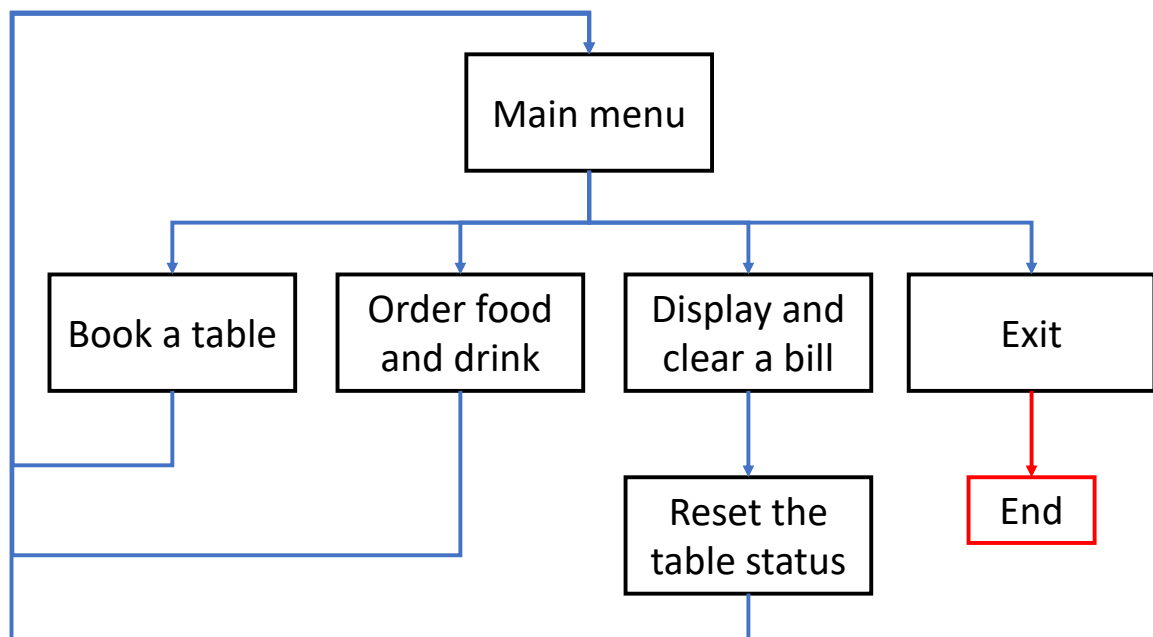 Main menu
Book a table
Order food
and drink
Display and
clear a bill
Exit
Reset the
table status
End